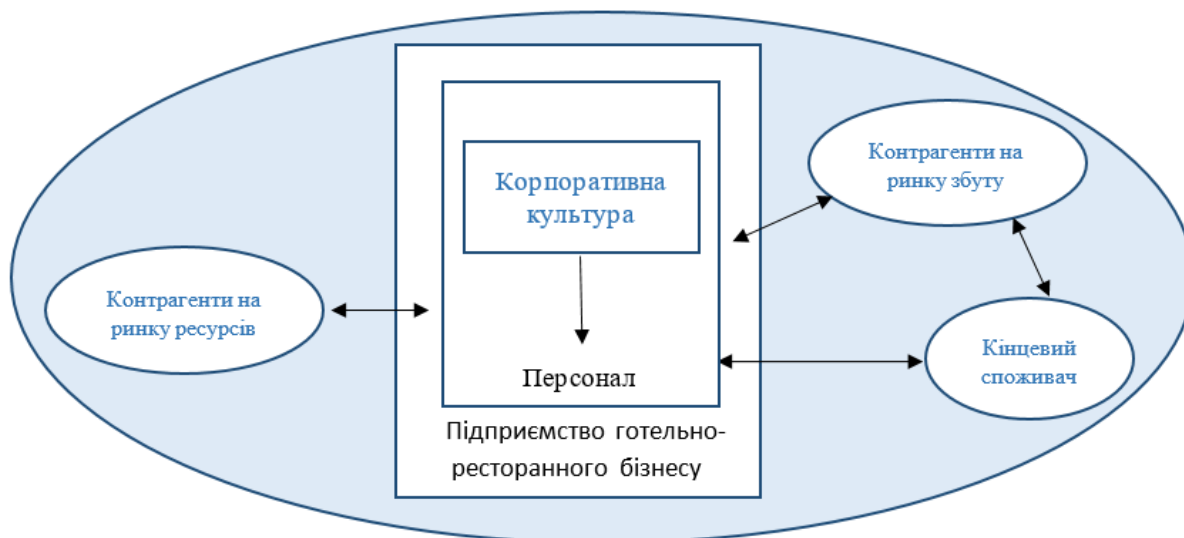 Корпоративна
культура
Персонал
Підприємство готельно-
ресторанного бізнесу
Контрагенти на
ринку ресурсів
Контрагенти на
ринку збуту
Кінцевий
споживач